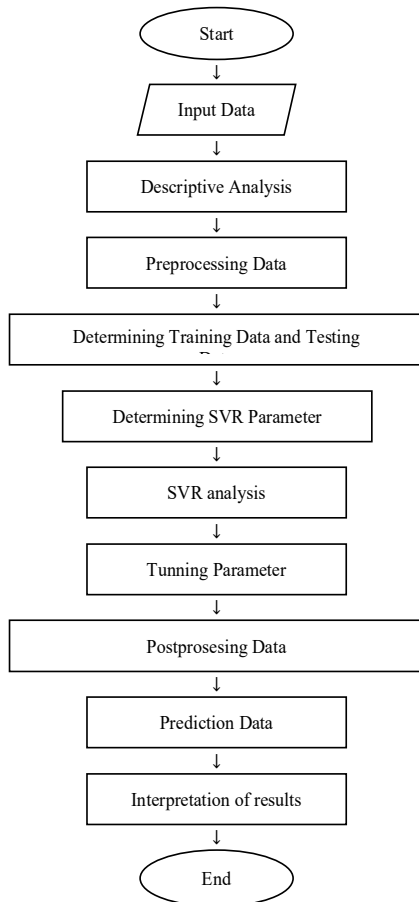 Start
↓
Input Data
↓
Descriptive Analysis
↓
Preprocessing Data
↓
Determining Training Data and Testing
↓
Determining SVR Parameter
↓
SVR analysis
↓
Tunning Parameter
↓
Postprosesing Data
↓
Prediction Data
↓
Interpretation of results
↓
End